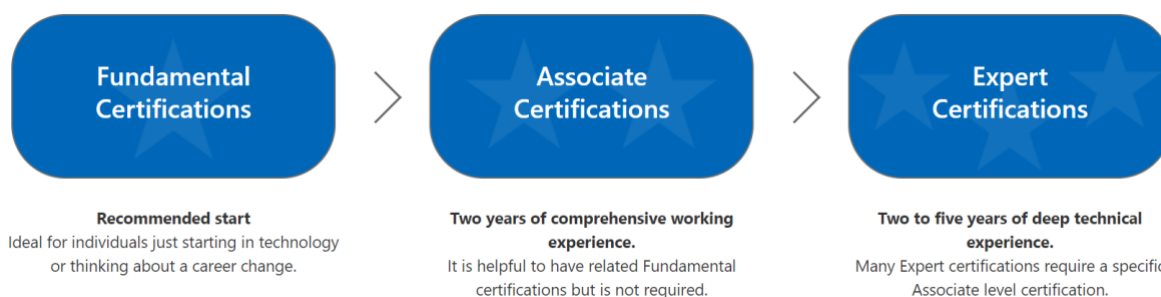 Fundamental
Certifications
Associate
Certifications
Expert
Certifications
Recommended start
Ideal for individuals just starting in technology
or thinking about a career change.
Two years of comprehensive working
experience.
It is helpful to have related Fundamental
certifications but is not required.
Two to five years of deep technical
experience.
Many Expert certifications require a specific
Associate level certification.